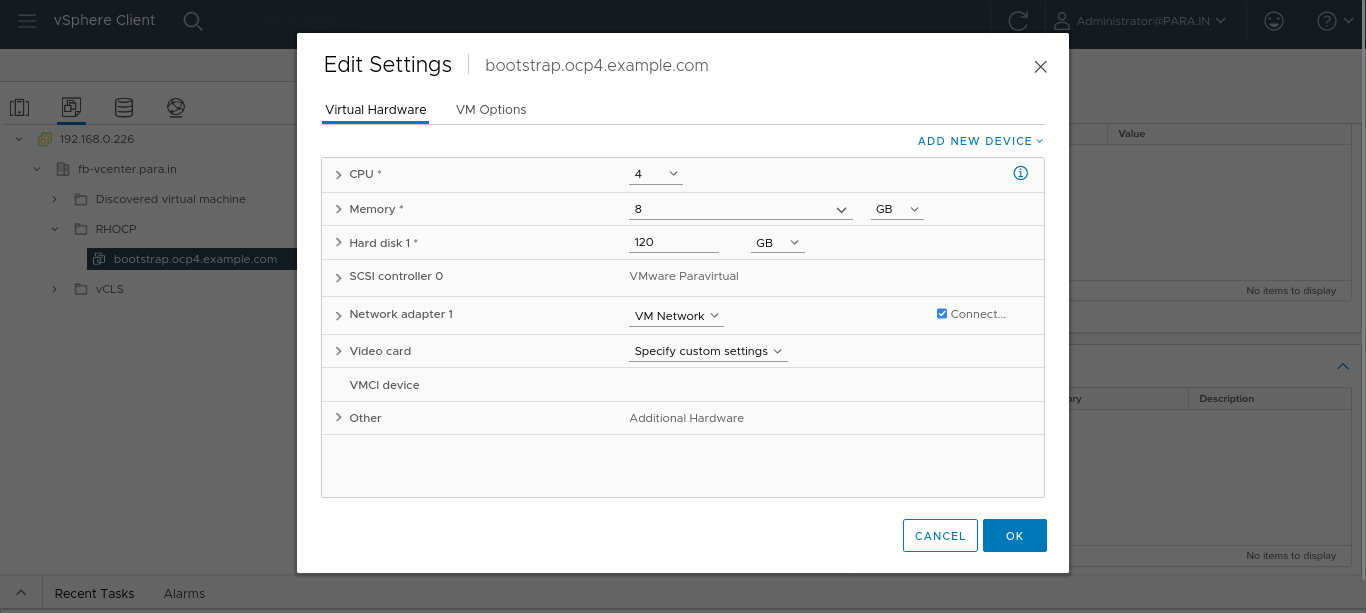 vSphere Client
Administrator@PARA.IN
Edit Settings | bootstrap.ocp4.example.com
Virtual Hardware VM Options
ADD NEW DEVICE
CPU * 4
Memory * 8 GB
Hard disk 1 * 120 GB
SCSI controller 0 VMware Paravirtual
Network adapter 1 VM Network Connect...
Video card Specify custom settings
VMCI device
Other Additional Hardware
CANCEL OK
192.168.0.226
fb-vcenter.para.in
Discovered virtual machine
RHOCP
bootstrap.ocp4.example.com
vCLS
Value
No items to display
ory Description
No items to display
Recent Tasks Alarms